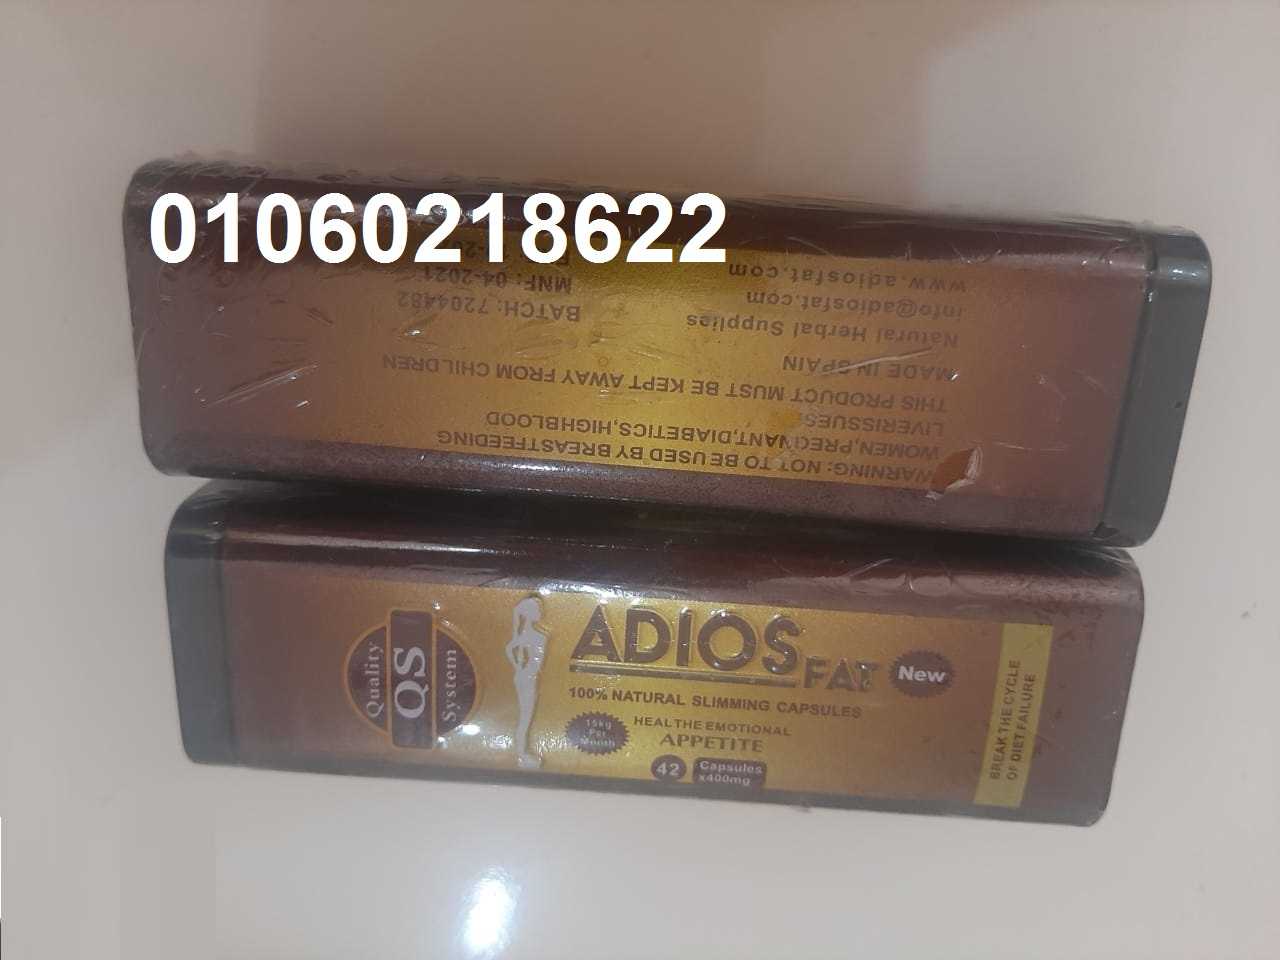 01060218622
WARNING: NOT TO BE USED BY BREASTFEEDING
WOMEN,PREGNANT,DIABETICS,HIGHBLOOD
LIVERISSUES
THIS PRODUCT MUST BE KEPT AWAY FROM CHILDREN
MADE IN SPAIN
Natural Herbal Supplies
info@adiosfat.com
www.adiosfat.com
BATCH: 7204482
MNF: 04-2021
Quality
QS
System
ADIOS
FAT
New
100% NATURAL SLIMMING CAPSULES
15kg
Per
Month
HEAL THE EMOTIONAL
APPETITE
42
Capsules
x400mg
BREAK THE CYCLE
OF DIET FAILURE